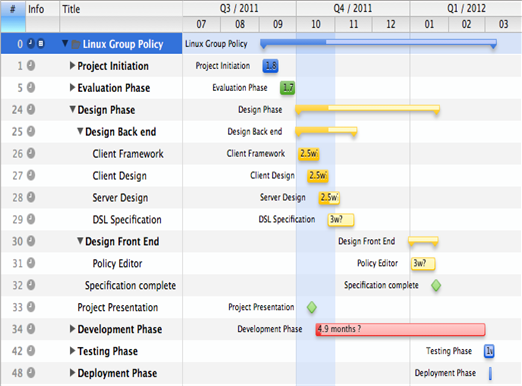 # Info Title Q3 / 2011 Q4 / 2011 Q1 / 2012
07 08 09 10 11 12 01 02 03
0 Linux Group Policy Linux Group Policy
1 Project Initiation Project Initiation 1.8
5 Evaluation Phase Evaluation Phase 1.7
24 Design Phase Design Phase
25 Design Back end Design Back end
26 Client Framework Client Framework 2.5w
27 Client Design Client Design 2.5w
28 Server Design Server Design 2.5w
29 DSL Specification DSL Specification 3w?
30 Design Front End Design Front End
31 Policy Editor Policy Editor 3w?
32 Specification complete Specification complete
33 Project Presentation Project Presentation
34 Development Phase Development Phase 4.9 months ?
42 Testing Phase Testing Phase
48 Deployment Phase Deployment Phase